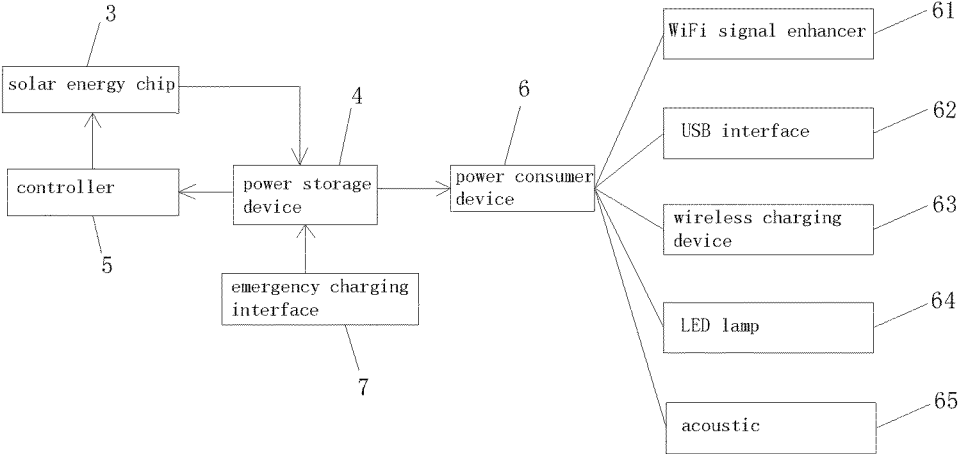 3
solar energy chip
controller
5
4
power storage
device
emergency charging
interface
7
6
power consumer
device
61
WiFi signal enhancer
62
USB interface
63
wireless charging
device
64
LED lamp
65
acoustic